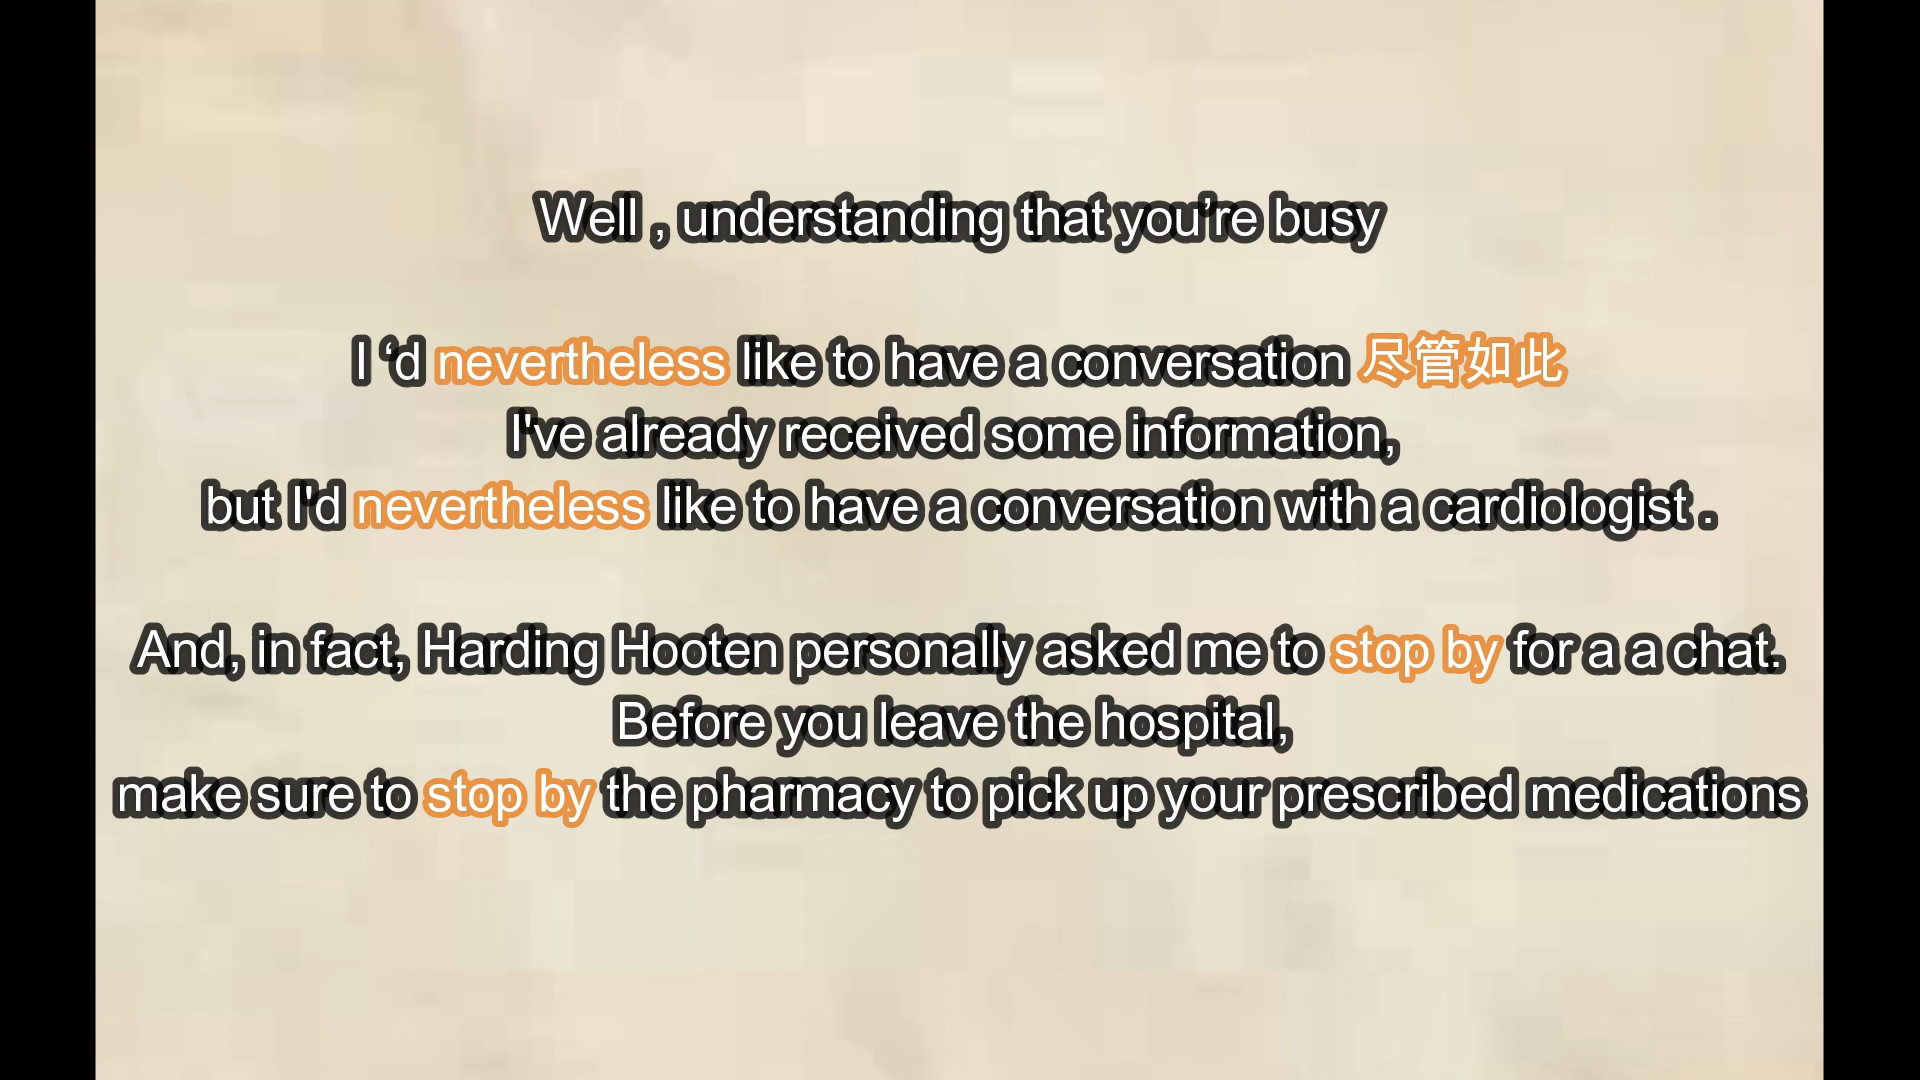 Well , understanding that you’re busy
I ‘d nevertheless like to have a conversation 尽管如此
I've already received some information,
but I'd nevertheless like to have a conversation with a cardiologist .
And, in fact, Harding Hooten personally asked me to stop by for a a chat.
Before you leave the hospital,
make sure to stop by the pharmacy to pick up your prescribed medications